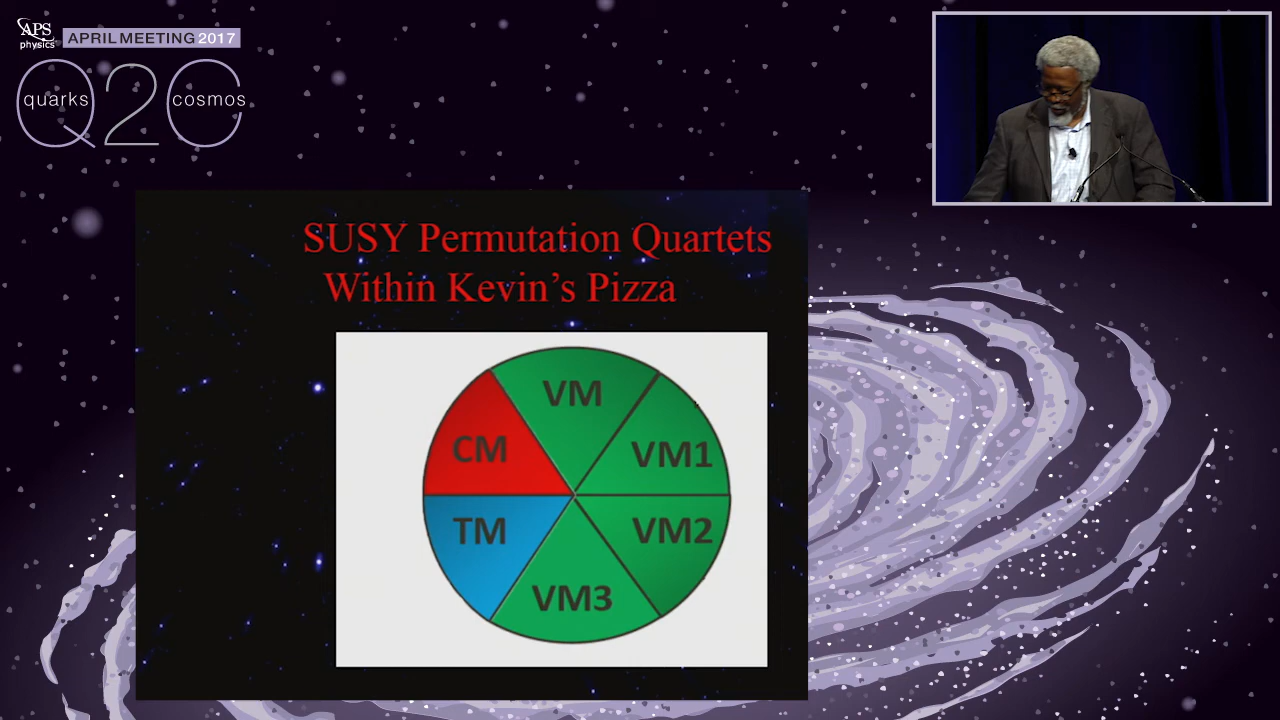 APS
physics
APRIL MEETING 2017
Q2C
quarks
cosmos
SUSY Permutation Quartets
Within Kevin's Pizza
VM
CM
VM1
TM
VM2
VM3